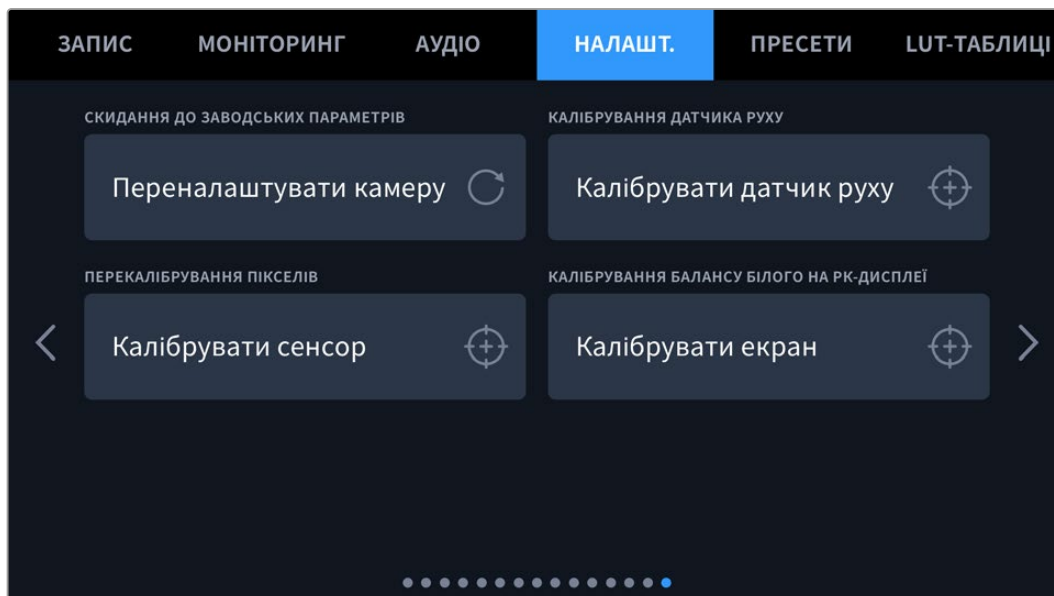 ЗАПИС МОНІТОРИНГ АУДІО НАЛАШТ. ПРЕСЕТИ LUT-ТАБЛИЦІ
СКИДАННЯ ДО ЗАВОДСЬКИХ ПАРАМЕТРІВ
Переналаштувати камеру
КАЛІБРУВАННЯ ДАТЧИКА РУХУ
Калібрувати датчик руху
ПЕРЕКАЛІБРУВАННЯ ПІКСЕЛІВ
Калібрувати сенсор
КАЛІБРУВАННЯ БАЛАНСУ БІЛОГО НА РК-ДИСПЛЕЇ
Калібрувати екран